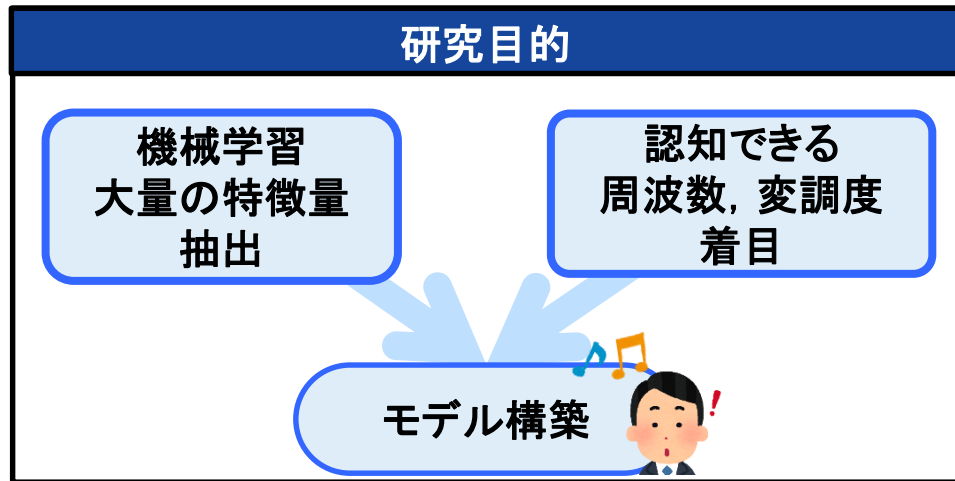 研究目的
機械学習
大量の特徴量
抽出
認知できる
周波数，変調度
着目
モデル構築